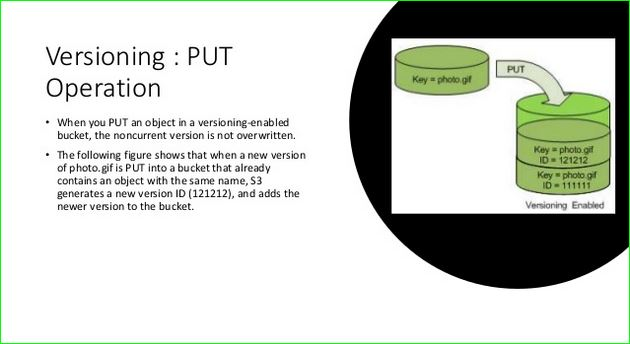 Versioning : PUT
Operation
• When you PUT an object in a versioning-enabled
bucket, the noncurrent version is not overwritten.
• The following figure shows that when a new version
of photo.gif is PUT into a bucket that already
contains an object with the same name, S3
generates a new version ID (121212), and adds the
newer version to the bucket.
Key = photo.gif
PUT
Key = photo.gif
ID = 121212
Key = photo.gif
ID = 111111
Versioning Enabled